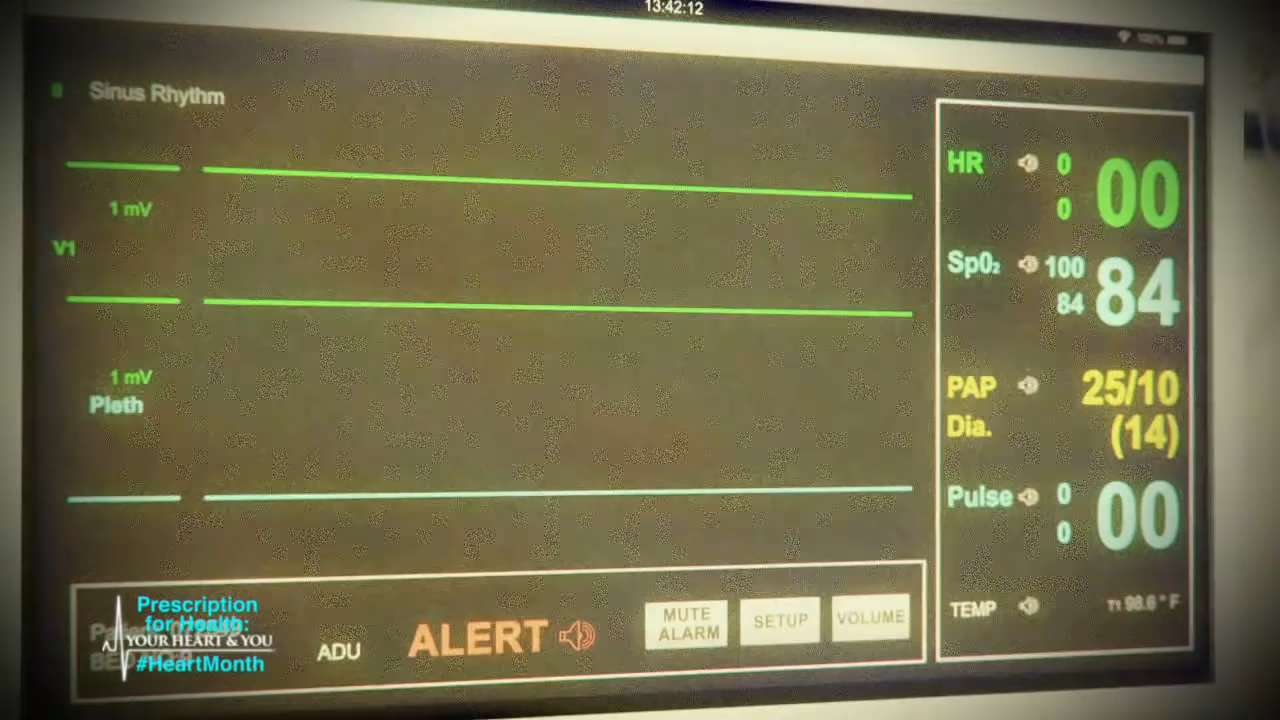 13:42:12
100%
Sinus Rhythm
1 mV
V1
1 mV
Pleth
HR 0 00
0
SpO₂ 100 84
84
PAP 25/10
Dia. (14)
Pulse 0 00
0
TEMP T1 98.6 ° F
ADU
ALERT
MUTE
ALARM
SETUP
VOLUME
Prescription
for Health:
YOUR HEART & YOU
#HeartMonth